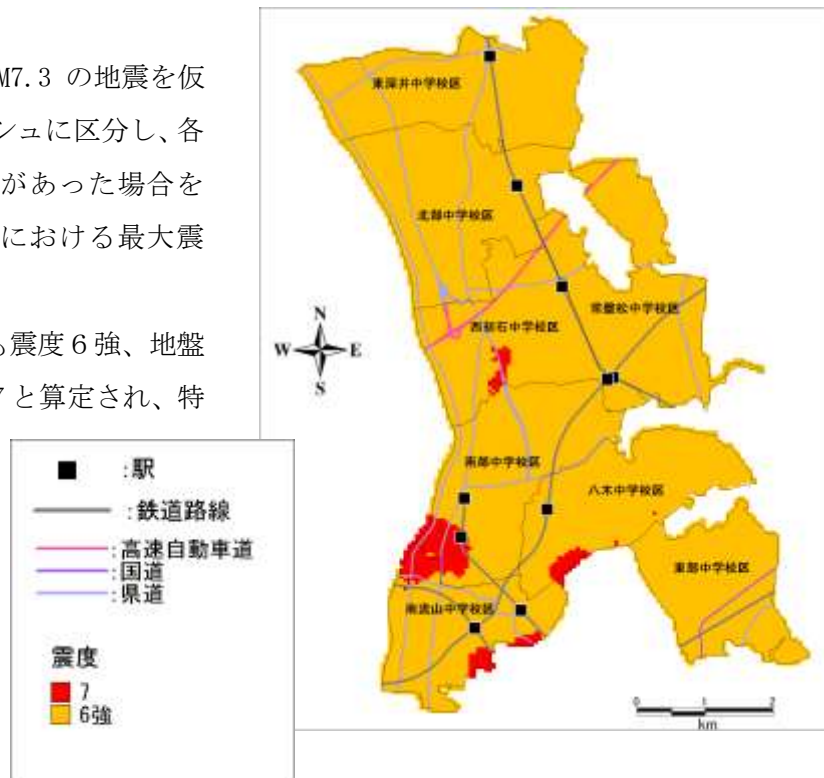 M7.3 の地震を仮
シュに区分し、各
があった場合を
における最大震
震度６強、地盤
と算定され、特
東深井中学校区
北部中学校区
常盤松中学校区
西初石中学校区
N
W
E
S
南部中学校区
八木中学校区
東部中学校区
南流山中学校区
:駅
:鉄道路線
:高速自動車道
:国道
:県道
震度
7
6強
0 1 2
km